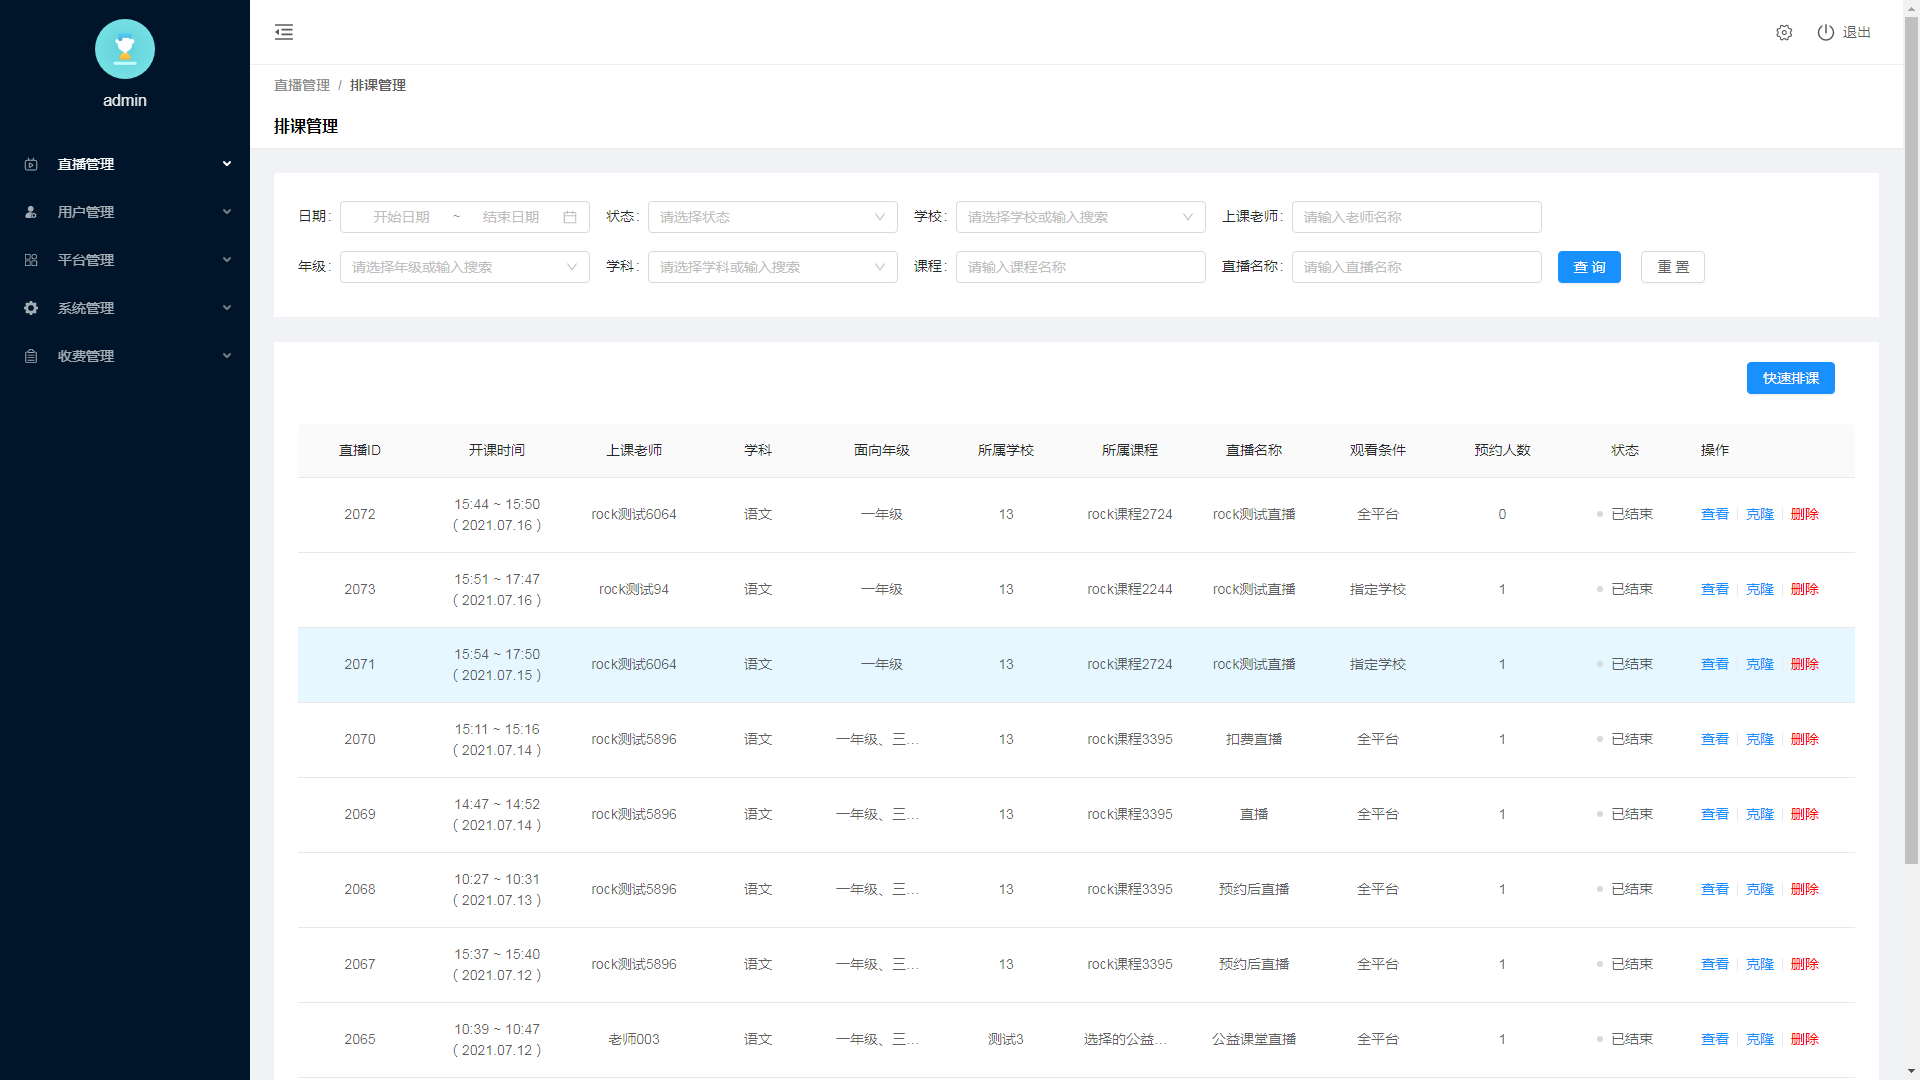 admin
直播管理
用户管理
平台管理
系统管理
收费管理
退出
直播管理 / 排课管理
排课管理
日期: 开始日期 ~ 结束日期 状态: 请选择状态 学校: 请选择学校或输入搜索 上课老师: 请输入老师名称
年级: 请选择年级或输入搜索 学科: 请选择学科或输入搜索 课程: 请输入课程名称 直播名称: 请输入直播名称 查 询 重 置
快速排课
直播ID 开课时间 上课老师 学科 面向年级 所属学校 所属课程 直播名称 观看条件 预约人数 状态 操作
2072 15:44 ~ 15:50 ( 2021.07.16 ) rock测试6064 语文 一年级 13 rock课程2724 rock测试直播 全平台 0 已结束 查看 克隆 删除
2073 15:51 ~ 17:47 ( 2021.07.16 ) rock测试94 语文 一年级 13 rock课程2244 rock测试直播 指定学校 1 已结束 查看 克隆 删除
2071 15:54 ~ 17:50 ( 2021.07.15 ) rock测试6064 语文 一年级 13 rock课程2724 rock测试直播 指定学校 1 已结束 查看 克隆 删除
2070 15:11 ~ 15:16 ( 2021.07.14 ) rock测试5896 语文 一年级、三... 13 rock课程3395 扣费直播 全平台 1 已结束 查看 克隆 删除
2069 14:47 ~ 14:52 ( 2021.07.14 ) rock测试5896 语文 一年级、三... 13 rock课程3395 直播 全平台 1 已结束 查看 克隆 删除
2068 10:27 ~ 10:31 ( 2021.07.13 ) rock测试5896 语文 一年级、三... 13 rock课程3395 预约后直播 全平台 1 已结束 查看 克隆 删除
2067 15:37 ~ 15:40 ( 2021.07.12 ) rock测试5896 语文 一年级、三... 13 rock课程3395 预约后直播 全平台 1 已结束 查看 克隆 删除
2065 10:39 ~ 10:47 ( 2021.07.12 ) 老师003 语文 一年级、三... 测试3 选择的公益... 公益课堂直播 全平台 1 已结束 查看 克隆 删除